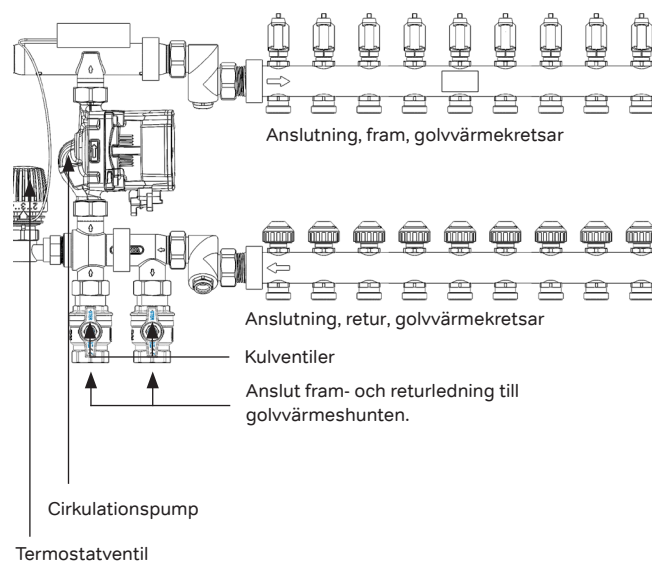 Anslutning, fram, golvvärmekretsar
Anslutning, retur, golvvärmekretsar
Kulventiler
Anslut fram- och returledning till
golvvärmeshunten.
Cirkulationspump
Termostatventil